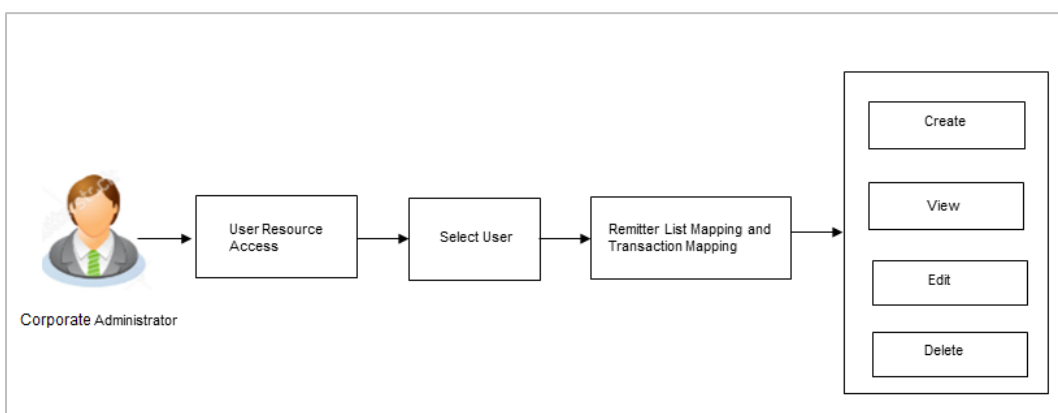 User Resource
Access
Select User
Remitter List Mapping and
Transaction Mapping
Create
View
Edit
Delete
Corporate Administrator